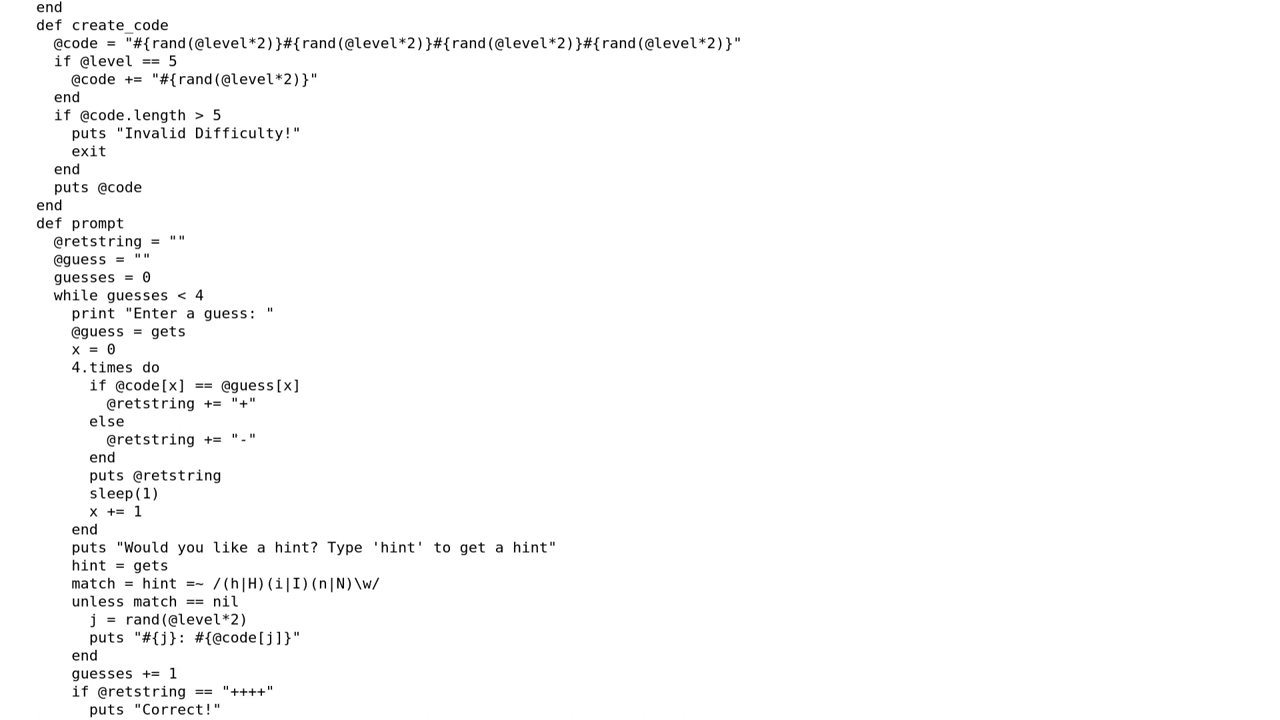 end
def create_code
@code = "#{rand(@level*2)}#{rand(@level*2)}#{rand(@level*2)}#{rand(@level*2)}"
if @level == 5
@code += "#{rand(@level*2)}"
end
if @code.length > 5
puts "Invalid Difficulty!"
exit
end
puts @code
end
def prompt
@retstring = ""
@guess = ""
guesses = 0
while guesses < 4
print "Enter a guess: "
@guess = gets
x = 0
4.times do
if @code[x] == @guess[x]
@retstring += "+"
else
@retstring += "-"
end
puts @retstring
sleep(1)
x += 1
end
puts "Would you like a hint? Type 'hint' to get a hint"
hint = gets
match = hint =~ /(h|H)(i|I)(n|N)\w/
unless match == nil
j = rand(@level*2)
puts "#{j}: #{@code[j]}"
end
guesses += 1
if @retstring == "++++"
puts "Correct!"